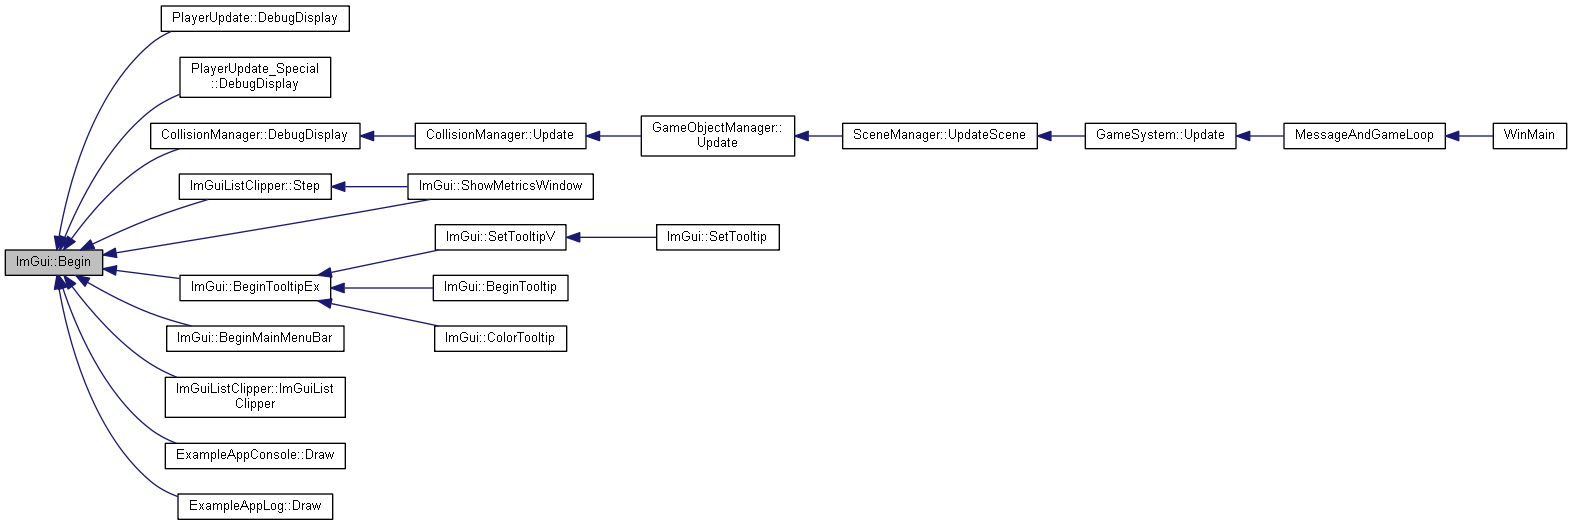 PlayerUpdate::DebugDisplay
PlayerUpdate_Special
::DebugDisplay
CollisionManager::DebugDisplay
CollisionManager::Update
GameObjectManager::
Update
SceneManager::UpdateScene
GameSystem::Update
MessageAndGameLoop
WinMain
ImGuiListClipper::Step
ImGui::ShowMetricsWindow
ImGui::SetTooltipV
ImGui::SetTooltip
ImGui::Begin
ImGui::BeginTooltipEx
ImGui::BeginTooltip
ImGui::BeginMainMenuBar
ImGui::ColorTooltip
ImGuiListClipper::ImGuiList
Clipper
ExampleAppConsole::Draw
ExampleAppLog::Draw